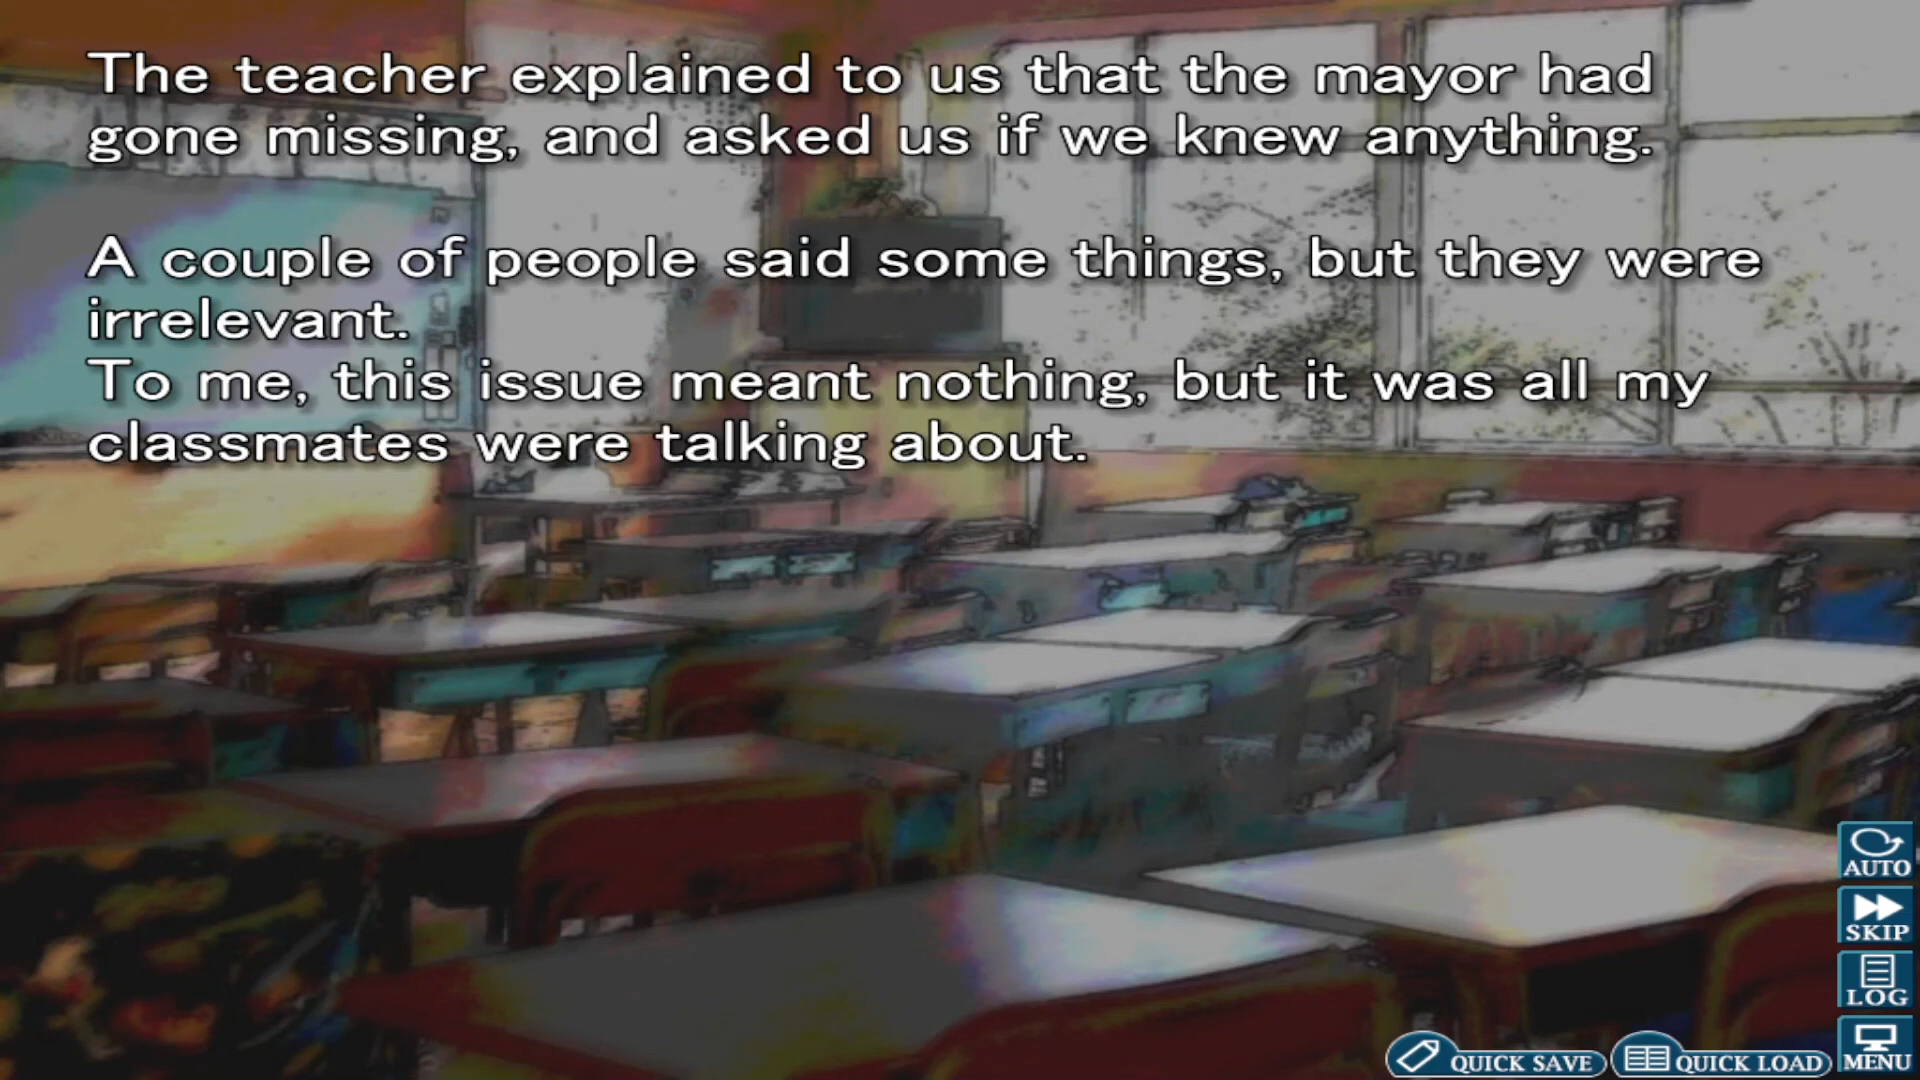 The teacher explained to us that the mayor had
gone missing, and asked us if we knew anything.
A couple of people said some things, but they were
irrelevant.
To me, this issue meant nothing, but it was all my
classmates were talking about.
AUTO
SKIP
LOG
MENU
QUICK SAVE
QUICK LOAD